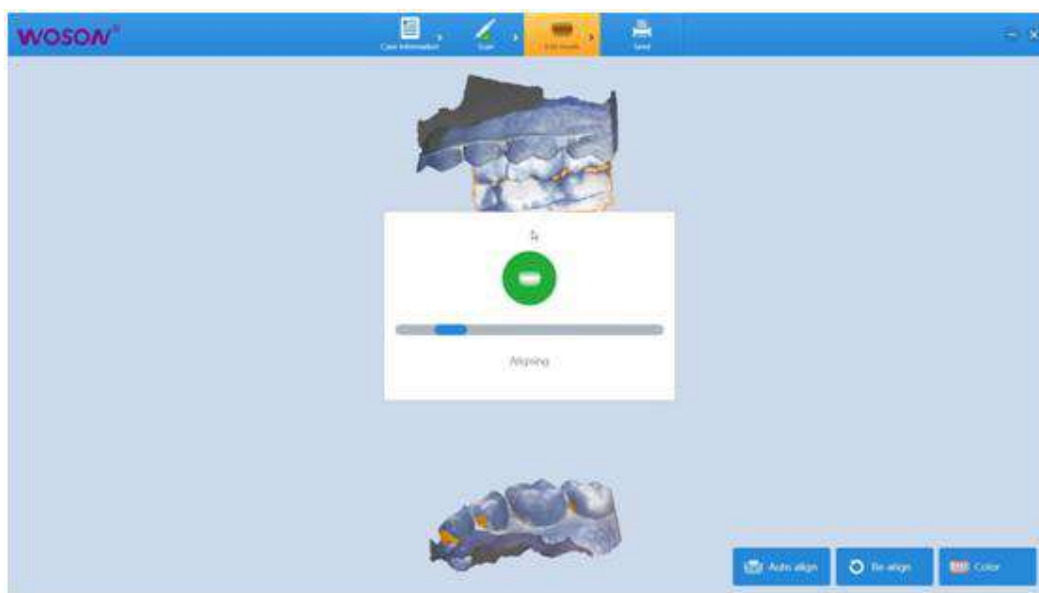 WOSON®
Case Information
Scan
Send
Aligning
Auto align
Re-align
Color